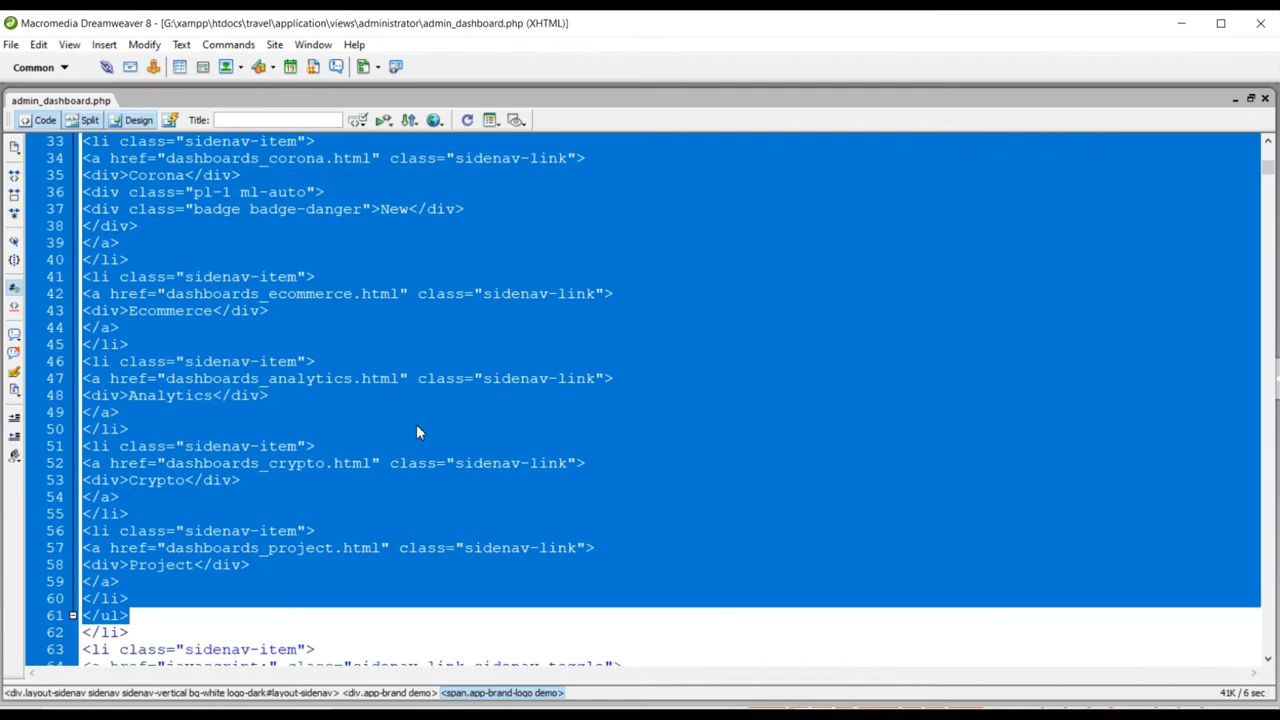 Macromedia Dreamweaver 8 - [G:\xampp\htdocs\travel\application\views\administrator\admin_dashboard.php (XHTML)]
File Edit View Insert Modify Text Commands Site Window Help
Common
admin_dashboard.php
Code Split Design Title:
33 <li class="sidenav-item">
34 <a href="dashboards_corona.html" class="sidenav-link">
35 <div>Corona</div>
36 <div class="pl-1 ml-auto">
37 <div class="badge badge-danger">New</div>
38 </div>
39 </a>
40 </li>
41 <li class="sidenav-item">
42 <a href="dashboards_ecommerce.html" class="sidenav-link">
43 <div>Ecommerce</div>
44 </a>
45 </li>
46 <li class="sidenav-item">
47 <a href="dashboards_analytics.html" class="sidenav-link">
48 <div>Analytics</div>
49 </a>
50 </li>
51 <li class="sidenav-item">
52 <a href="dashboards_crypto.html" class="sidenav-link">
53 <div>Crypto</div>
54 </a>
55 </li>
56 <li class="sidenav-item">
57 <a href="dashboards_project.html" class="sidenav-link">
58 <div>Project</div>
59 </a>
60 </li>
61 </ul>
62 </li>
63 <li class="sidenav-item">
64 <a href="javascript:" class="sidenav-link sidenav-toggle">
<div.layout-sidenav sidenav sidenav-vertical bg-white logo-dark#layout-sidenav> <div.app-brand demo> <span.app-brand-logo demo> 41K / 6 sec